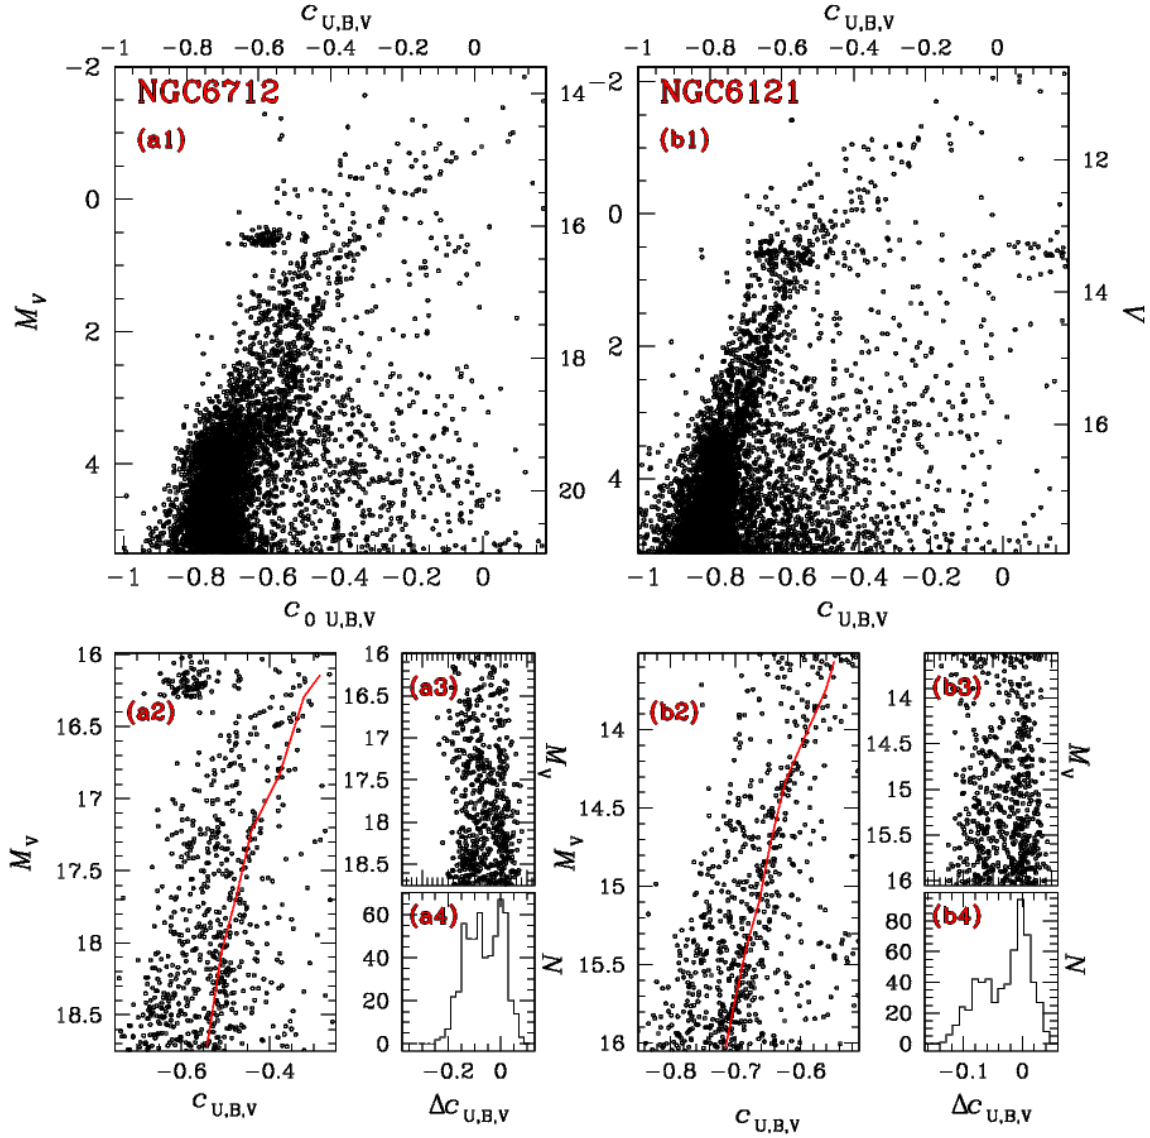 c U,B,V
c U,B,V
-1 -0.8 -0.6 -0.4 -0.2 0
-1 -0.8 -0.6 -0.4 -0.2 0
NGC6712
(a1)
NGC6121
(b1)
-2
0
2
4
M V
14
16
18
20
-2
0
2
4
12
14
16
V
-1 -0.8 -0.6 -0.4 -0.2 0
-1 -0.8 -0.6 -0.4 -0.2 0
c 0 U,B,V
c U,B,V
16
16.5
17
17.5
18
18.5
M V
(a2)
-0.6 -0.4
c U,B,V
16
16.5
17
17.5
18
18.5
(a3)
M V
60
40
20
0
(a4)
N
-0.2 0
Δc U,B,V
14
14.5
15
15.5
16
M V
(b2)
-0.8 -0.7 -0.6
c U,B,V
14
14.5
15
15.5
16
(b3)
M V
80
60
40
20
0
(b4)
N
-0.1 0
Δc U,B,V